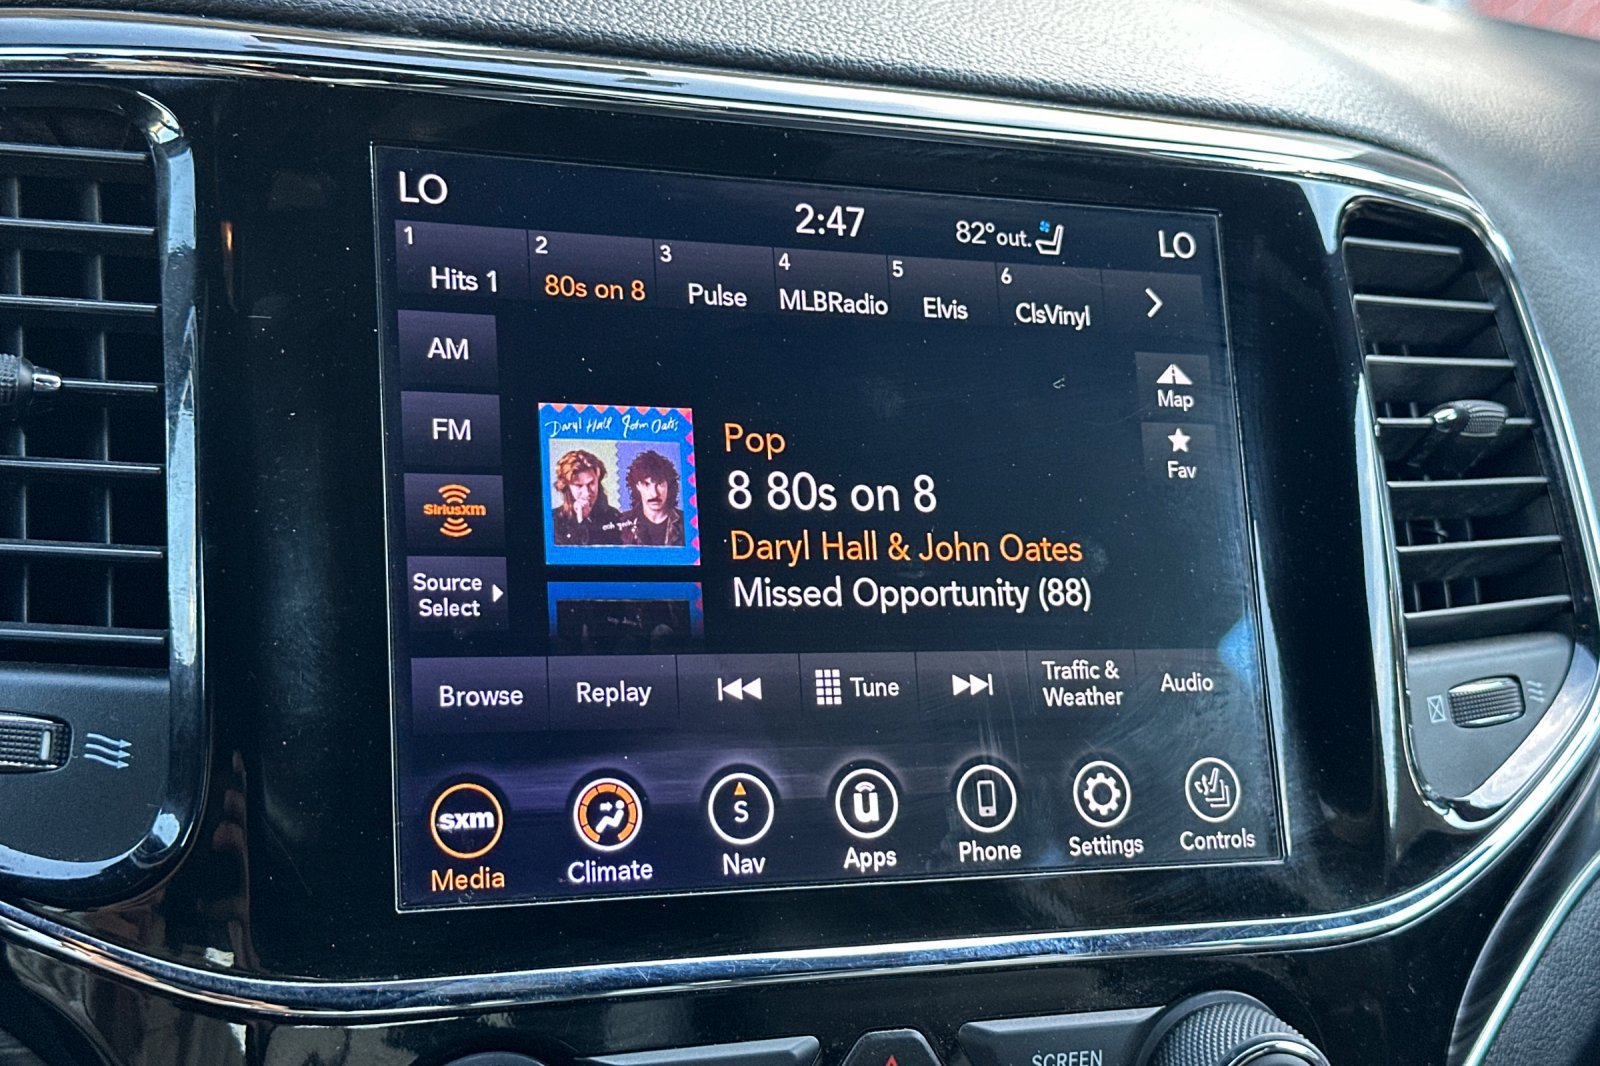 LO
2:47
82° out.
LO
1
Hits 1
2
80s on 8
3
Pulse
4
MLBRadio
5
Elvis
6
ClsVinyl
AM
FM
SiriusXM
Source
Select
Map
Fav
Daryl Hall John Oates
ooh yeah!
Pop
8 80s on 8
Daryl Hall & John Oates
Missed Opportunity (88)
Browse
Replay
Tune
Traffic &
Weather
Audio
sxm
Media
Climate
S
Nav
u
Apps
Phone
Settings
Controls
SCREEN